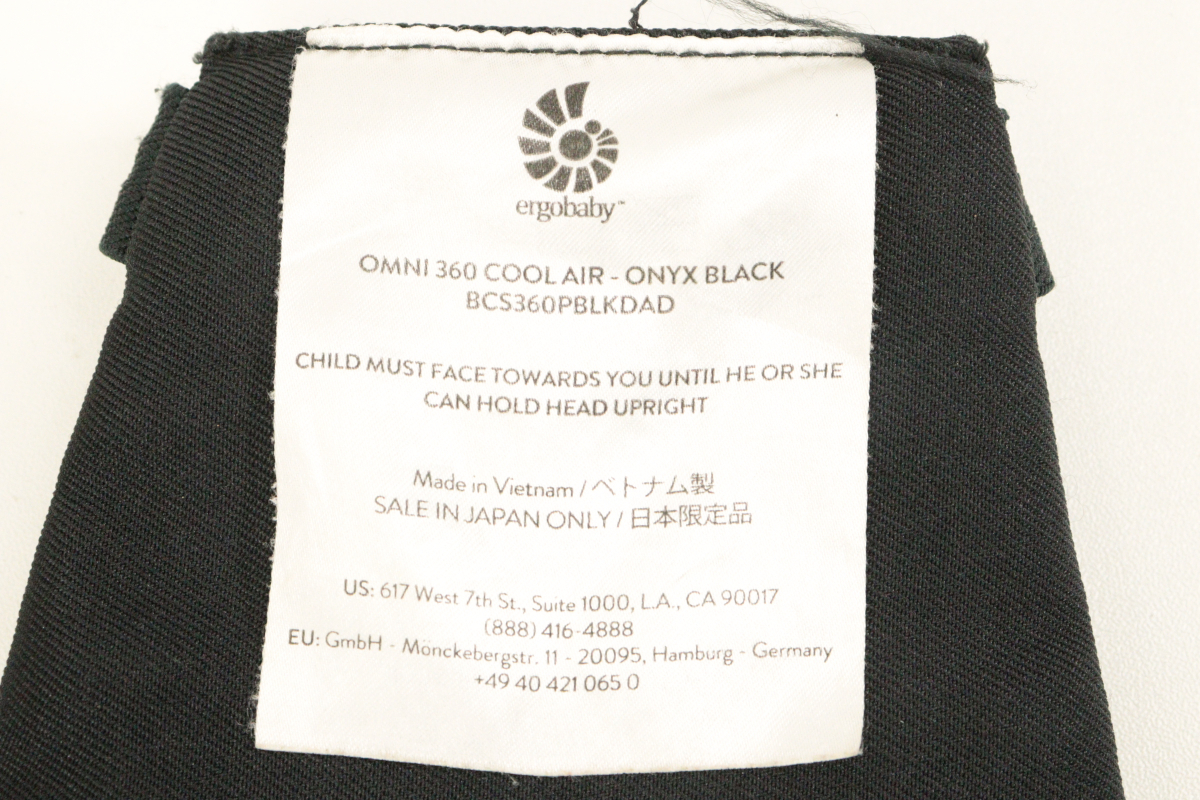 ergobaby™
OMNI 360 COOL AIR - ONYX BLACK
BCS360PBLKDAD
CHILD MUST FACE TOWARDS YOU UNTIL HE OR SHE
CAN HOLD HEAD UPRIGHT
Made in Vietnam / ベトナム製
SALE IN JAPAN ONLY / 日本限定品
US: 617 West 7th St., Suite 1000, L.A., CA 90017
(888) 416-4888
EU: GmbH - Mönckebergstr. 11 - 20095, Hamburg - Germany
+49 40 421 065 0